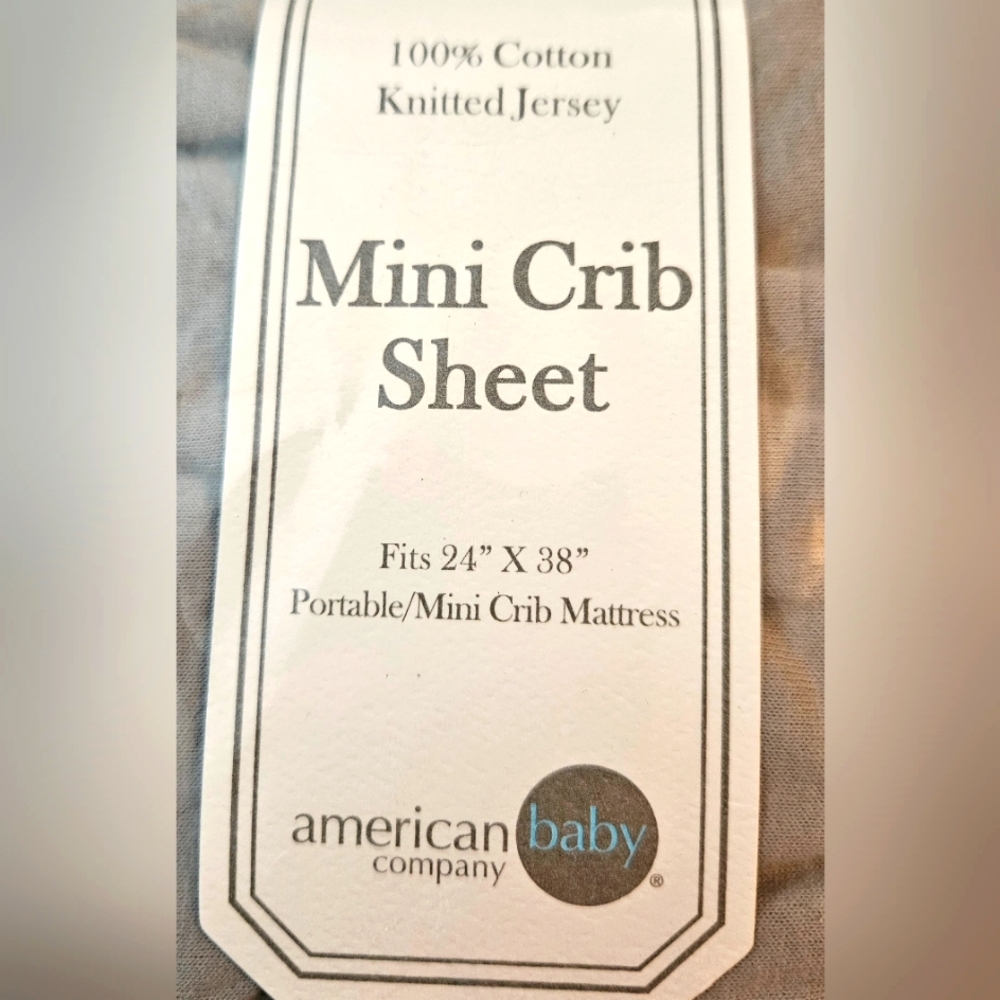 100% Cotton
Knitted Jersey
Mini Crib
Sheet
Fits 24” X 38”
Portable/Mini Crib Mattress
american baby
company
®